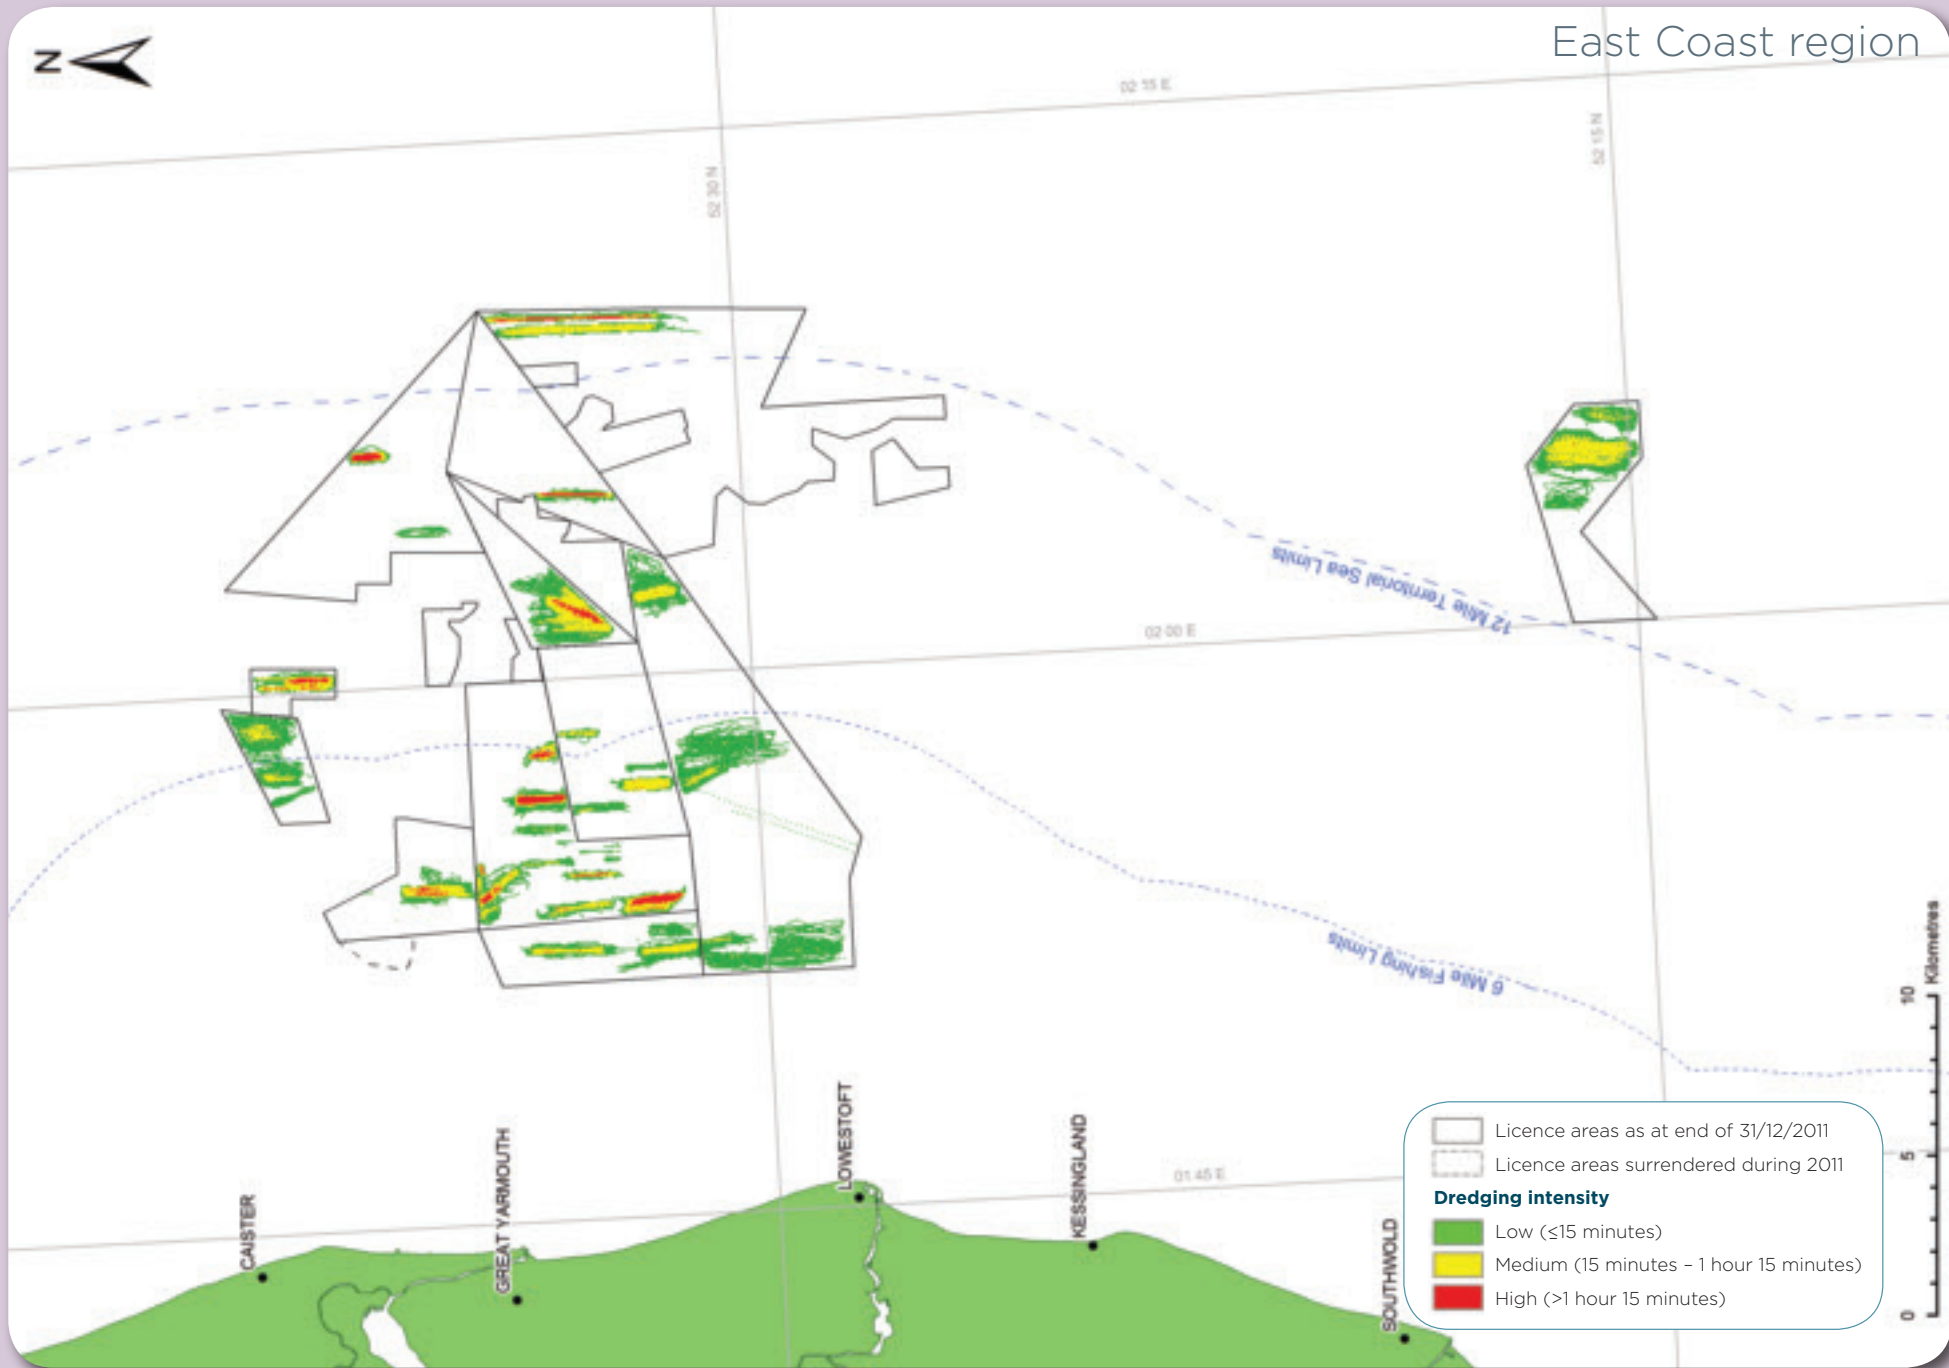 East Coast region
N
02 15 E
52 30 N
52 15 N
12 Mile Territorial Sea Limits
02 00 E
6 Mile Fishing Limits
01 45 E
CAISTER
GREAT YARMOUTH
LOWESTOFT
KESSINGLAND
SOUTHWOLD
Licence areas as at end of 31/12/2011
Licence areas surrendered during 2011
Dredging intensity
Low (≤15 minutes)
Medium (15 minutes – 1 hour 15 minutes)
High (>1 hour 15 minutes)
0 5 10
Kilometres